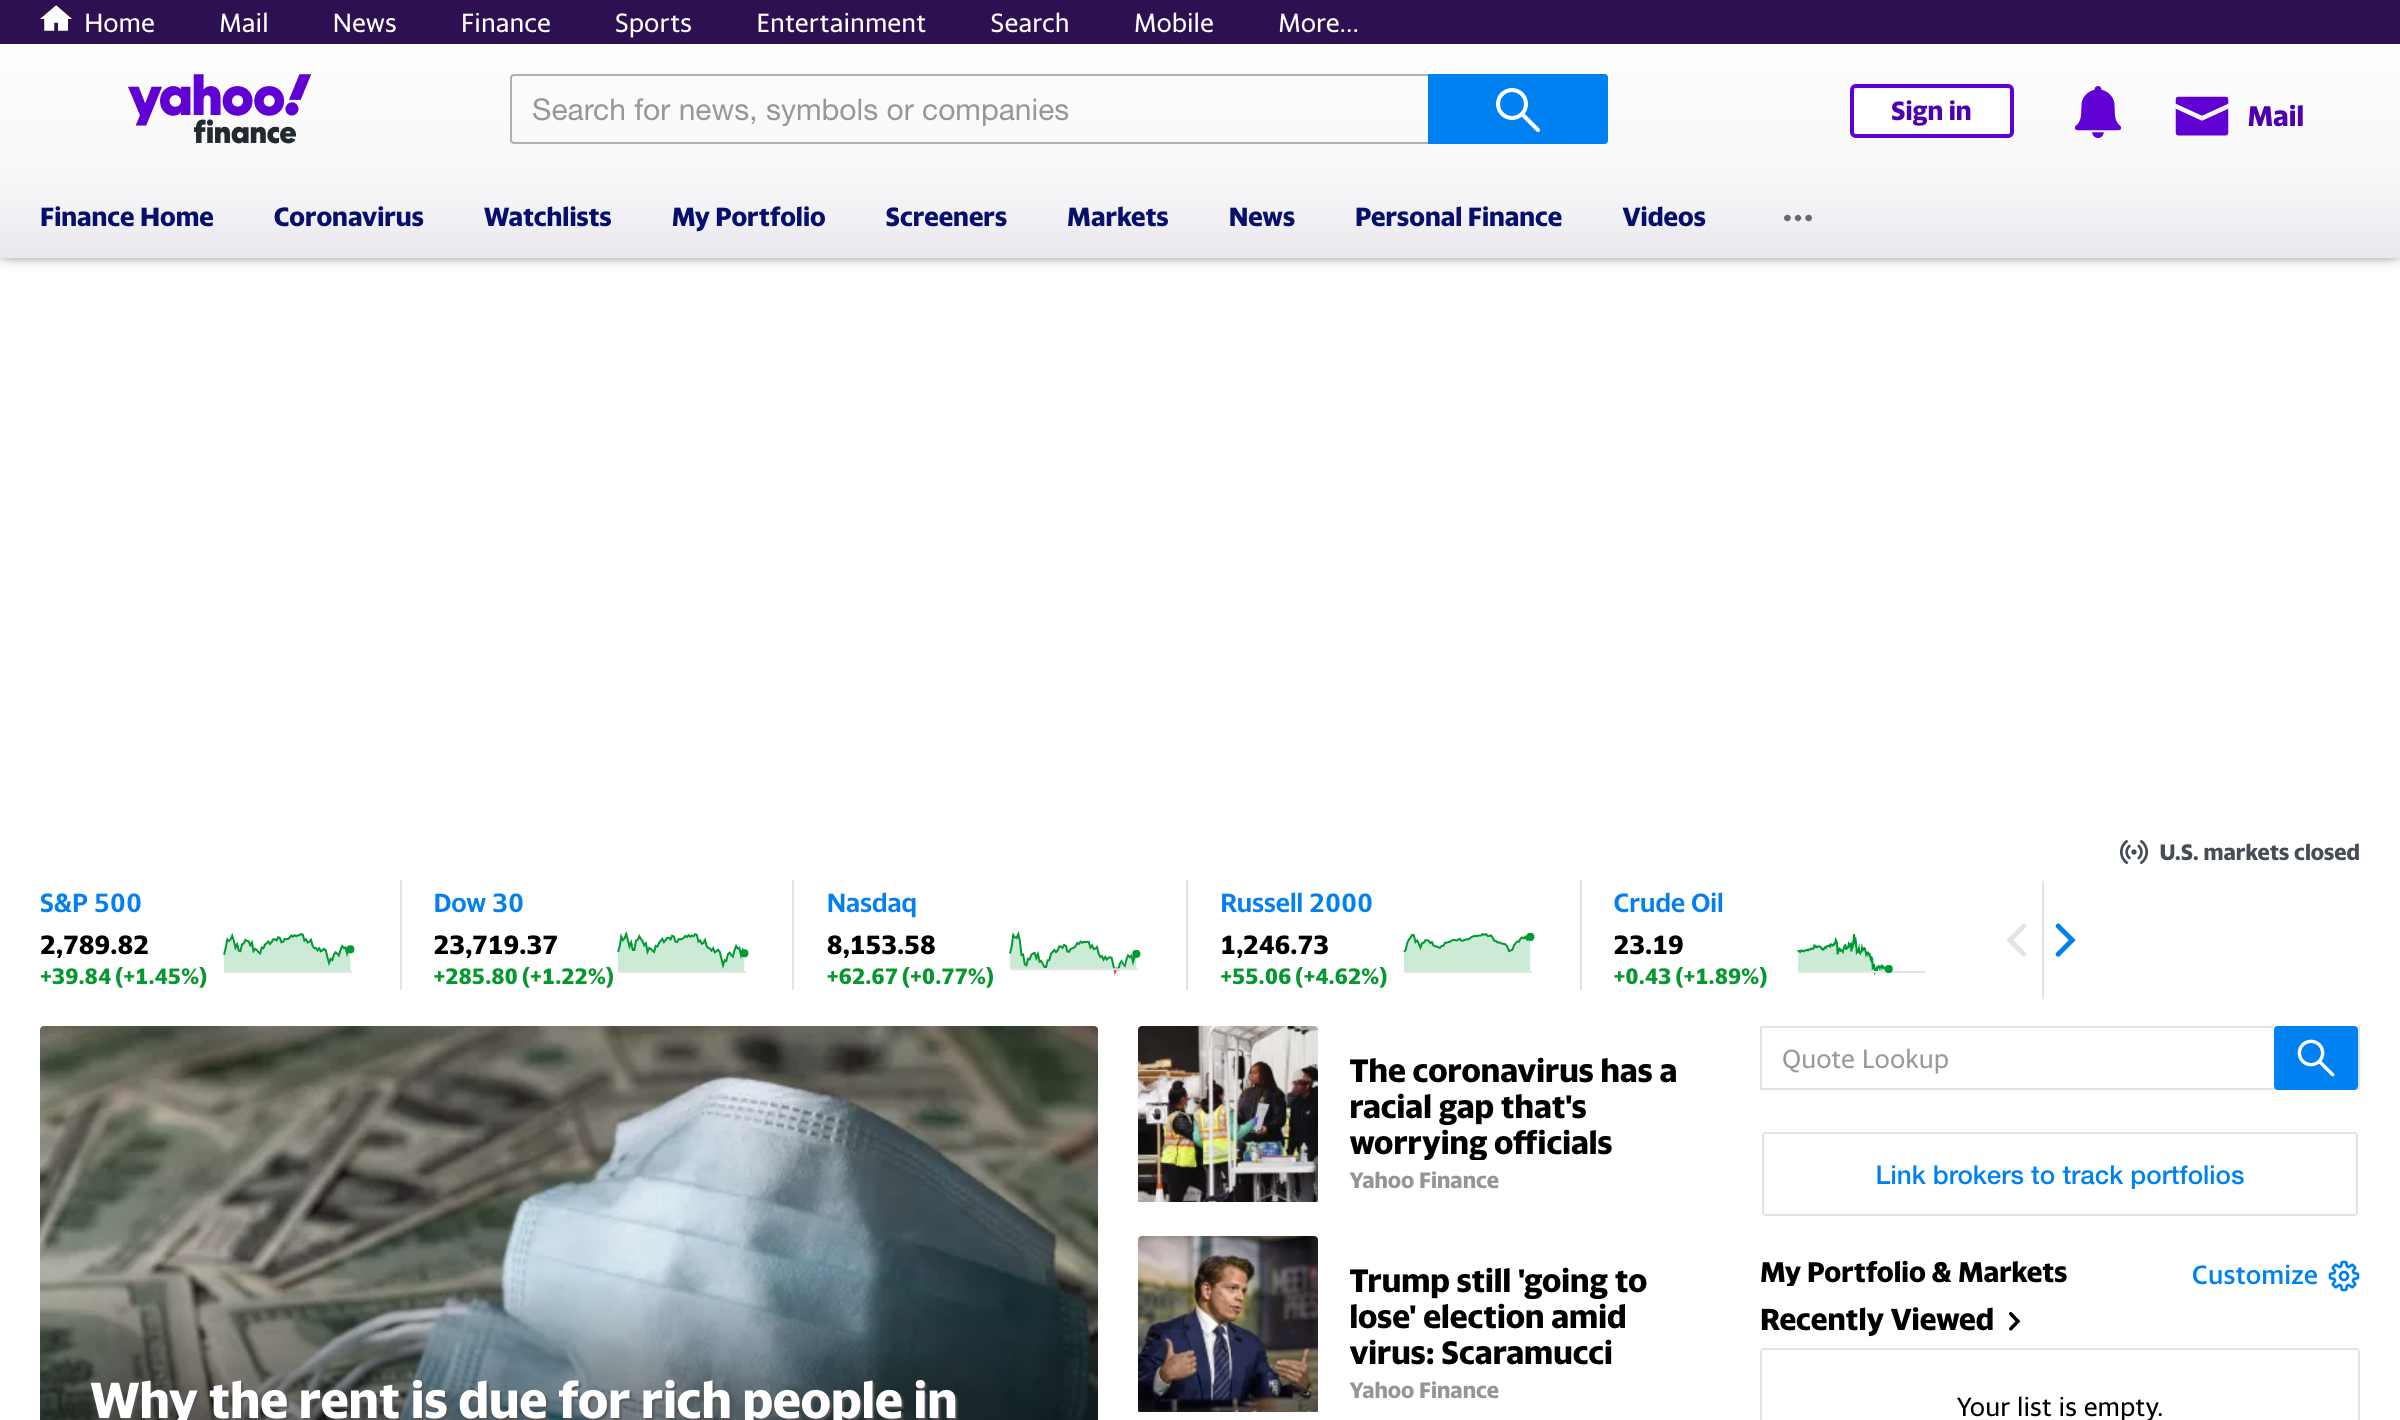 Home Mail News Finance Sports Entertainment Search Mobile More...
yahoo!
finance
Search for news, symbols or companies
Sign in
Mail
Finance Home Coronavirus Watchlists My Portfolio Screeners Markets News Personal Finance Videos
U.S. markets closed
S&P 500
2,789.82
+39.84 (+1.45%)
Dow 30
23,719.37
+285.80 (+1.22%)
Nasdaq
8,153.58
+62.67 (+0.77%)
Russell 2000
1,246.73
+55.06 (+4.62%)
Crude Oil
23.19
+0.43 (+1.89%)
Why the rent is due for rich people in
The coronavirus has a
racial gap that's
worrying officials
Yahoo Finance
Trump still 'going to
lose' election amid
virus: Scaramucci
Yahoo Finance
Quote Lookup
Link brokers to track portfolios
My Portfolio & Markets
Customize
Recently Viewed
Your list is empty.